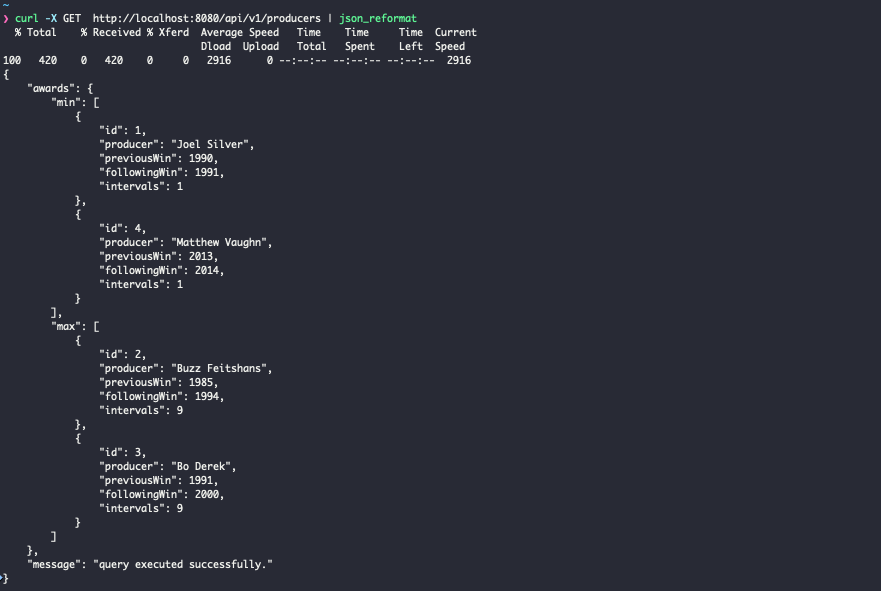 ~
❯ curl -X GET  http://localhost:8080/api/v1/producers | json_reformat
  % Total    % Received % Xferd  Average Speed   Time    Time     Time  Current
                                 Dload  Upload   Total   Spent    Left  Speed
100   420    0   420    0     0   2916      0 --:--:-- --:--:-- --:--:--  2916
{
    "awards": {
        "min": [
            {
                "id": 1,
                "producer": "Joel Silver",
                "previousWin": 1990,
                "followingWin": 1991,
                "intervals": 1
            },
            {
                "id": 4,
                "producer": "Matthew Vaughn",
                "previousWin": 2013,
                "followingWin": 2014,
                "intervals": 1
            }
        ],
        "max": [
            {
                "id": 2,
                "producer": "Buzz Feitshans",
                "previousWin": 1985,
                "followingWin": 1994,
                "intervals": 9
            },
            {
                "id": 3,
                "producer": "Bo Derek",
                "previousWin": 1991,
                "followingWin": 2000,
                "intervals": 9
            }
        ]
    },
    "message": "query executed successfully."
}